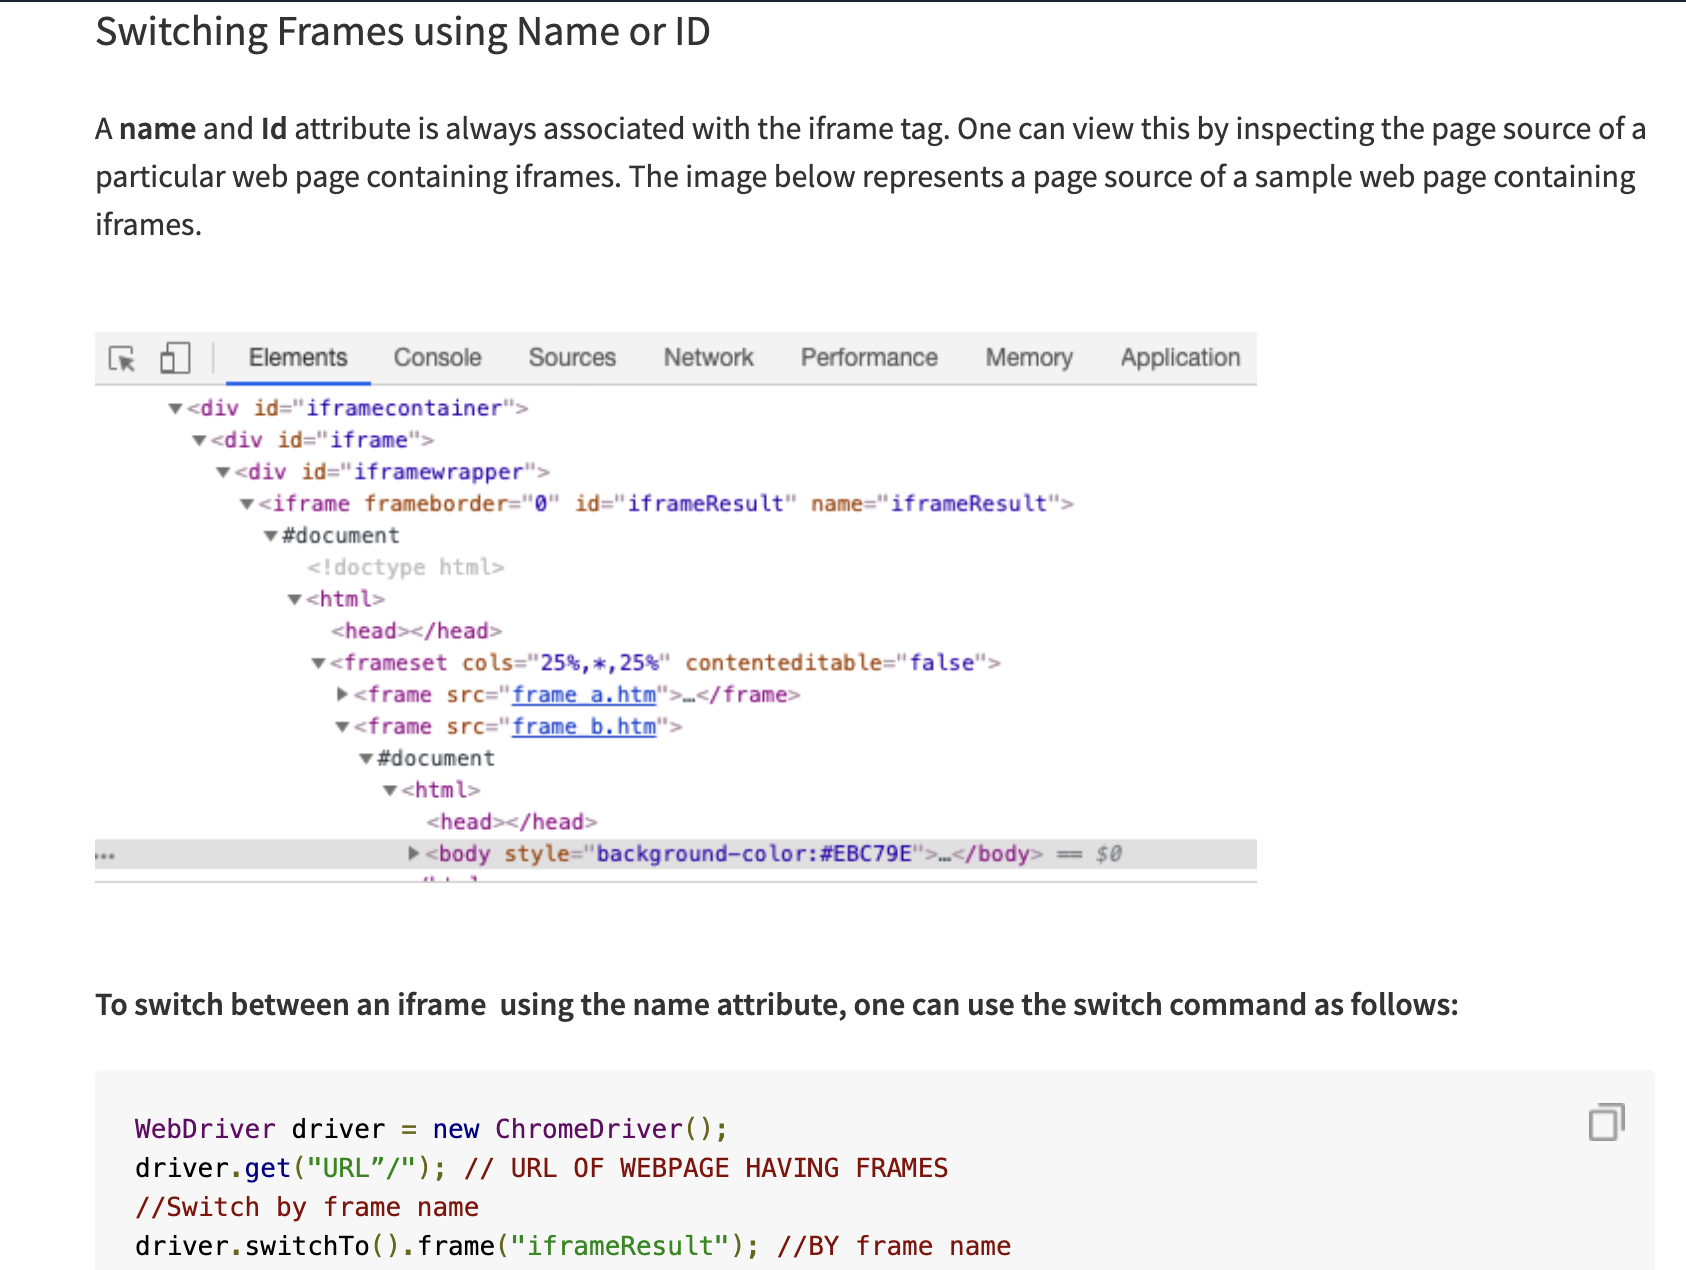 Switching Frames using Name or ID
A name and Id attribute is always associated with the iframe tag. One can view this by inspecting the page source of a
particular web page containing iframes. The image below represents a page source of a sample web page containing
iframes.
Elements Console Sources Network Performance Memory Application
▼<div id="iframecontainer">
▼<div id="iframe">
▼<div id="iframewrapper">
▼<iframe frameborder="0" id="iframeResult" name="iframeResult">
▼#document
<!doctype html>
▼<html>
<head></head>
▼<frameset cols="25%,*,25%" contenteditable="false">
▶<frame src="frame_a.htm">…</frame>
▼<frame src="frame_b.htm">
▼#document
▼<html>
<head></head>
… ▶<body style="background-color:#EBC79E">…</body> == $0
To switch between an iframe  using the name attribute, one can use the switch command as follows:
WebDriver driver = new ChromeDriver();
driver.get("URL”/"); // URL OF WEBPAGE HAVING FRAMES
//Switch by frame name
driver.switchTo().frame("iframeResult"); //BY frame name